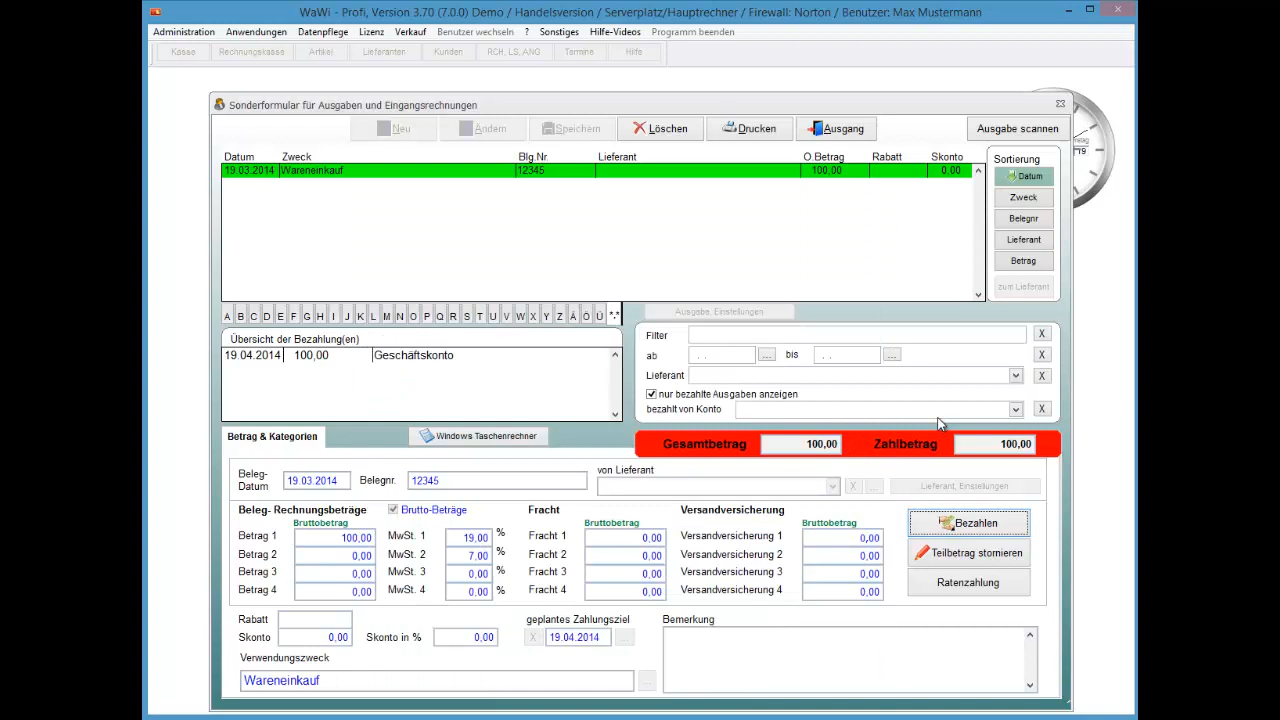 WaWi - Profi, Version 3.70 (7.0.0) Demo / Handelsversion / Serverplatz/Hauptrechner / Firewall: Norton / Benutzer: Max Mustermann
Administration Anwendungen Datenpflege Lizenz Verkauf Benutzer wechseln ? Sonstiges Hilfe-Videos Programm beenden
Kasse Rechnungskasse Artikel Lieferanten Kunden RCH, LS, ANG Termine Hilfe
Sonderformular für Ausgaben und Eingangsrechnungen
Neu Ändern Speichern Löschen Drucken Ausgang Ausgabe scannen
Datum Zweck Blg.Nr. Lieferant O.Betrag Rabatt Skonto Sortierung
19.03.2014 Wareneinkauf 12345 100,00 0,00
Datum
19
Zweck
Belegnr
Lieferant
Betrag
zum Lieferant
A B C D E F G H I J K L M N O P Q R S T U V W X Y Z Ä Ö Ü *.*
Ausgabe, Einstellungen
Übersicht der Bezahlung(en)
19.04.2014 100,00 Geschäftskonto
Filter X
ab . . ... bis . . ... X
Lieferant X
nur bezahlte Ausgaben anzeigen
bezahlt von Konto X
Betrag & Kategorien Windows Taschenrechner
Gesamtbetrag 100,00 Zahlbetrag 100,00
Beleg-
Datum 19 03 2014 Belegnr. 12345
von Lieferant
X ... Lieferant, Einstellungen
Beleg- Rechnungsbeträge Brutto-Beträge Fracht Versandversicherung
Bruttobetrag Bruttobetrag Bruttobetrag
Betrag 1 100,00 MwSt. 1 19,00 % Fracht 1 0,00 Versandversicherung 1 0,00
Betrag 2 0,00 MwSt. 2 7,00 % Fracht 2 0,00 Versandversicherung 2 0,00
Betrag 3 0,00 MwSt. 3 0,00 % Fracht 3 0,00 Versandversicherung 3 0,00
Betrag 4 0,00 MwSt. 4 0,00 % Fracht 4 0,00 Versandversicherung 4 0,00
Bezahlen
Teilbetrag stornieren
Ratenzahlung
Rabatt geplantes Zahlungsziel Bemerkung
Skonto 0,00 Skonto in % 0,00 X 19.04.2014 ...
Verwendungszweck
Wareneinkauf ...